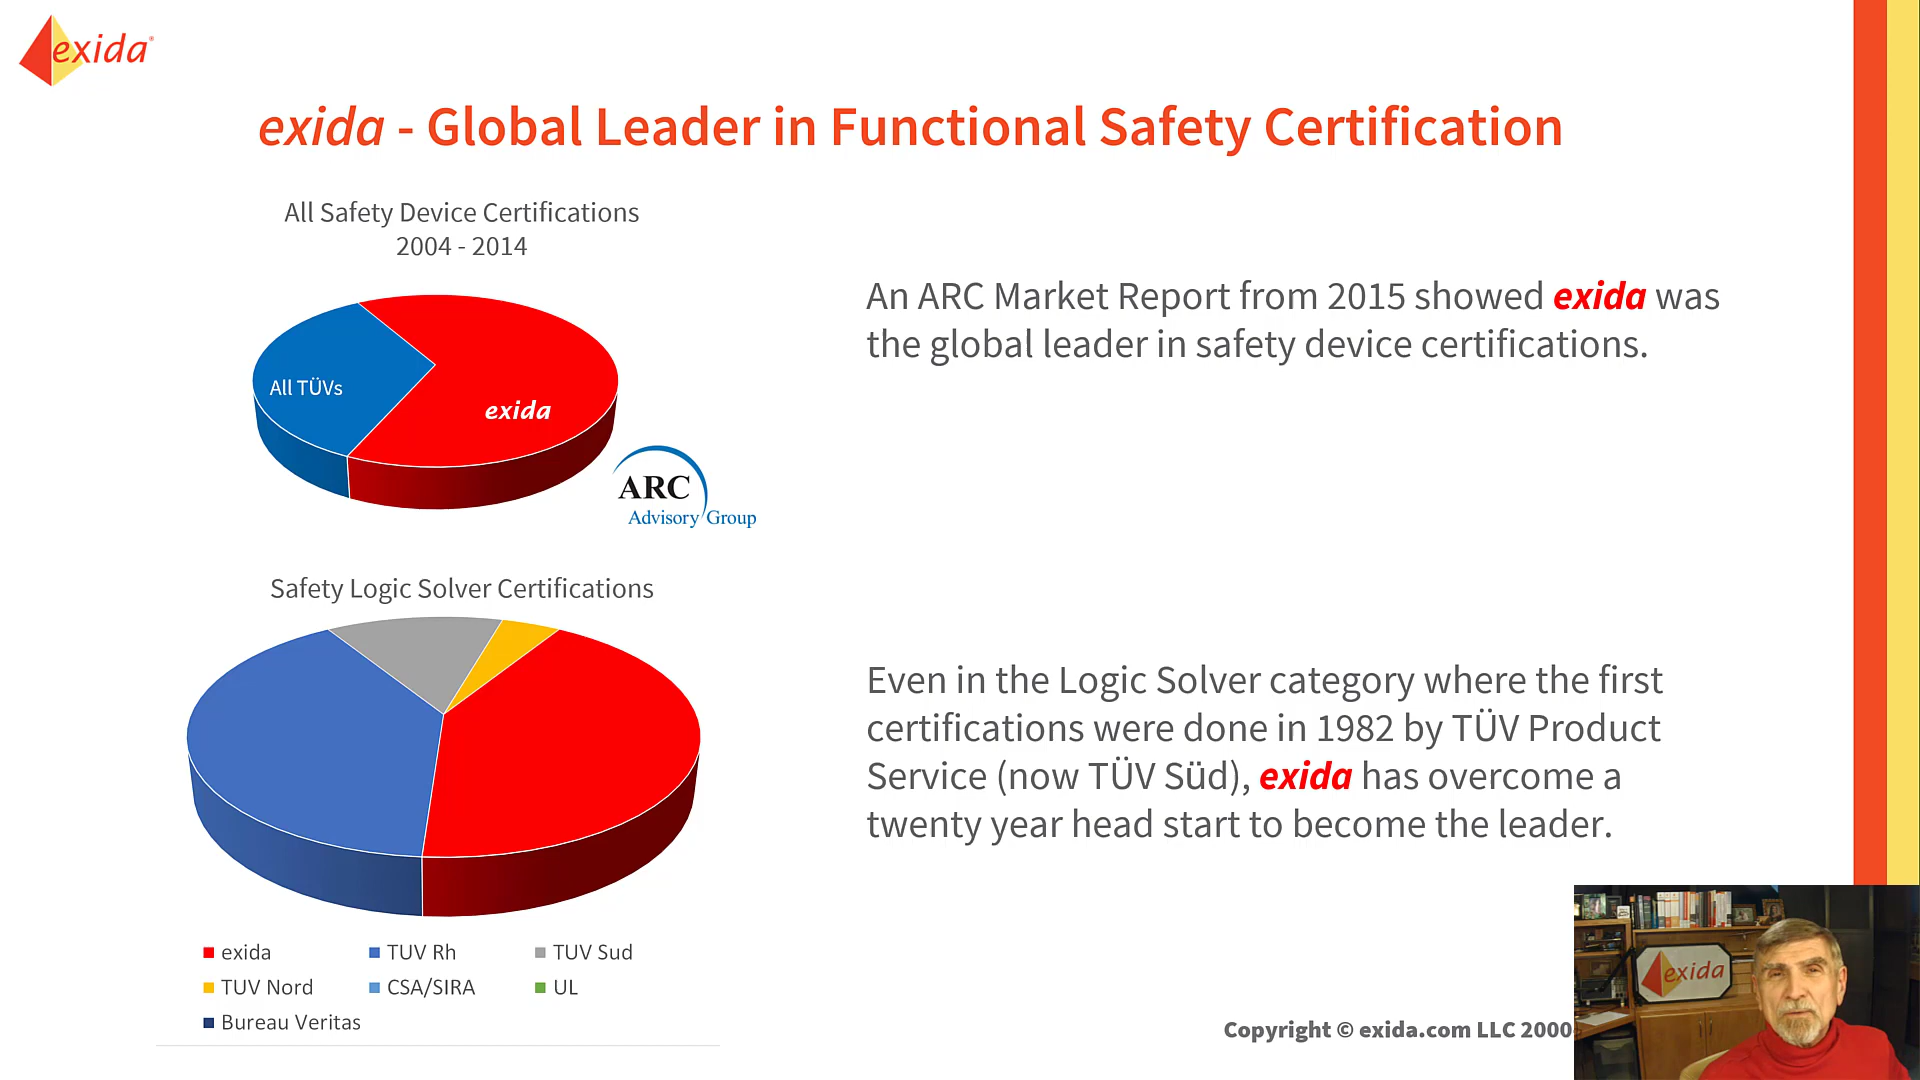 exida
exida - Global Leader in Functional Safety Certification
All Safety Device Certifications
2004 - 2014
All TÜVs
exida
ARC
Advisory Group
An ARC Market Report from 2015 showed exida was
the global leader in safety device certifications.
Safety Logic Solver Certifications
Even in the Logic Solver category where the first
certifications were done in 1982 by TÜV Product
Service (now TÜV Süd), exida has overcome a
twenty year head start to become the leader.
exida
TUV Rh
TUV Sud
TUV Nord
CSA/SIRA
UL
Bureau Veritas
Copyright © exida.com LLC 2000
exida